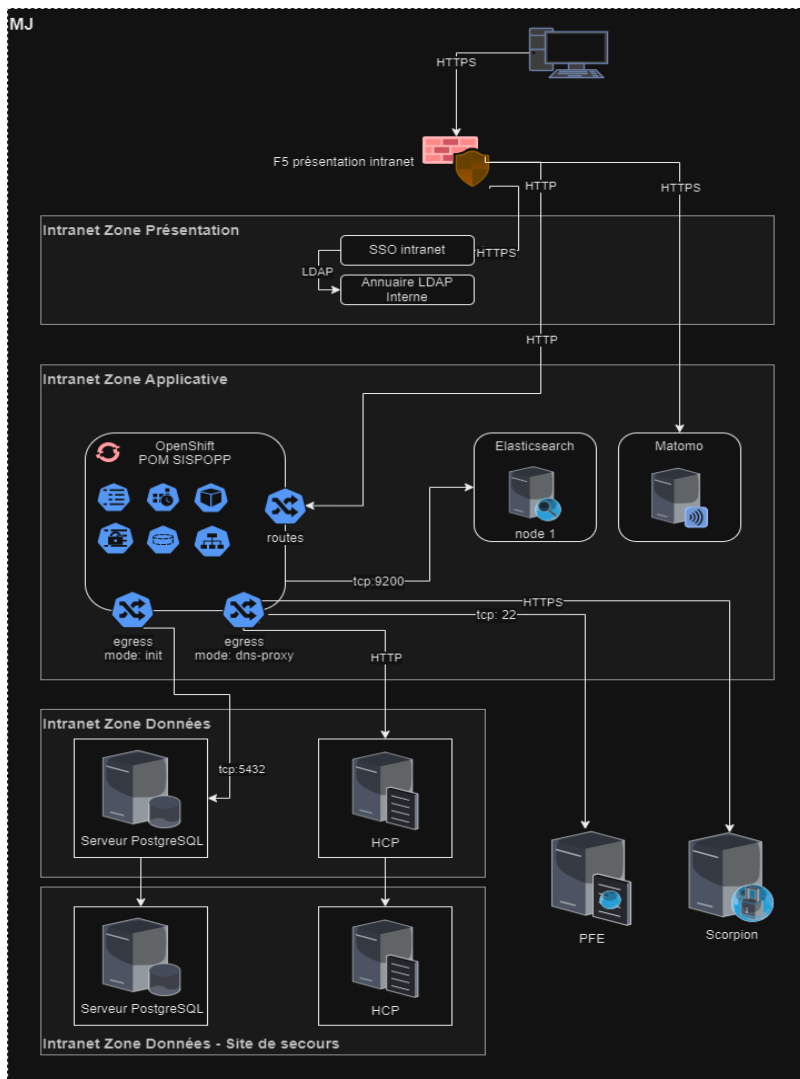 MJ
HTTPS
F5 présentation intranet
HTTP
HTTPS
Intranet Zone Présentation
SSO intranet
HTTPS
LDAP
Annuaire LDAP
Interne
HTTP
Intranet Zone Applicative
OpenShift
POM SISPOPP
Elasticsearch
Matomo
node 1
routes
tcp:9200
HTTPS
tcp: 22
egress
mode: init
egress
mode: dns-proxy
HTTP
Intranet Zone Données
tcp:5432
Serveur PostgreSQL
HCP
PFE
Scorpion
Serveur PostgreSQL
HCP
Intranet Zone Données - Site de secours